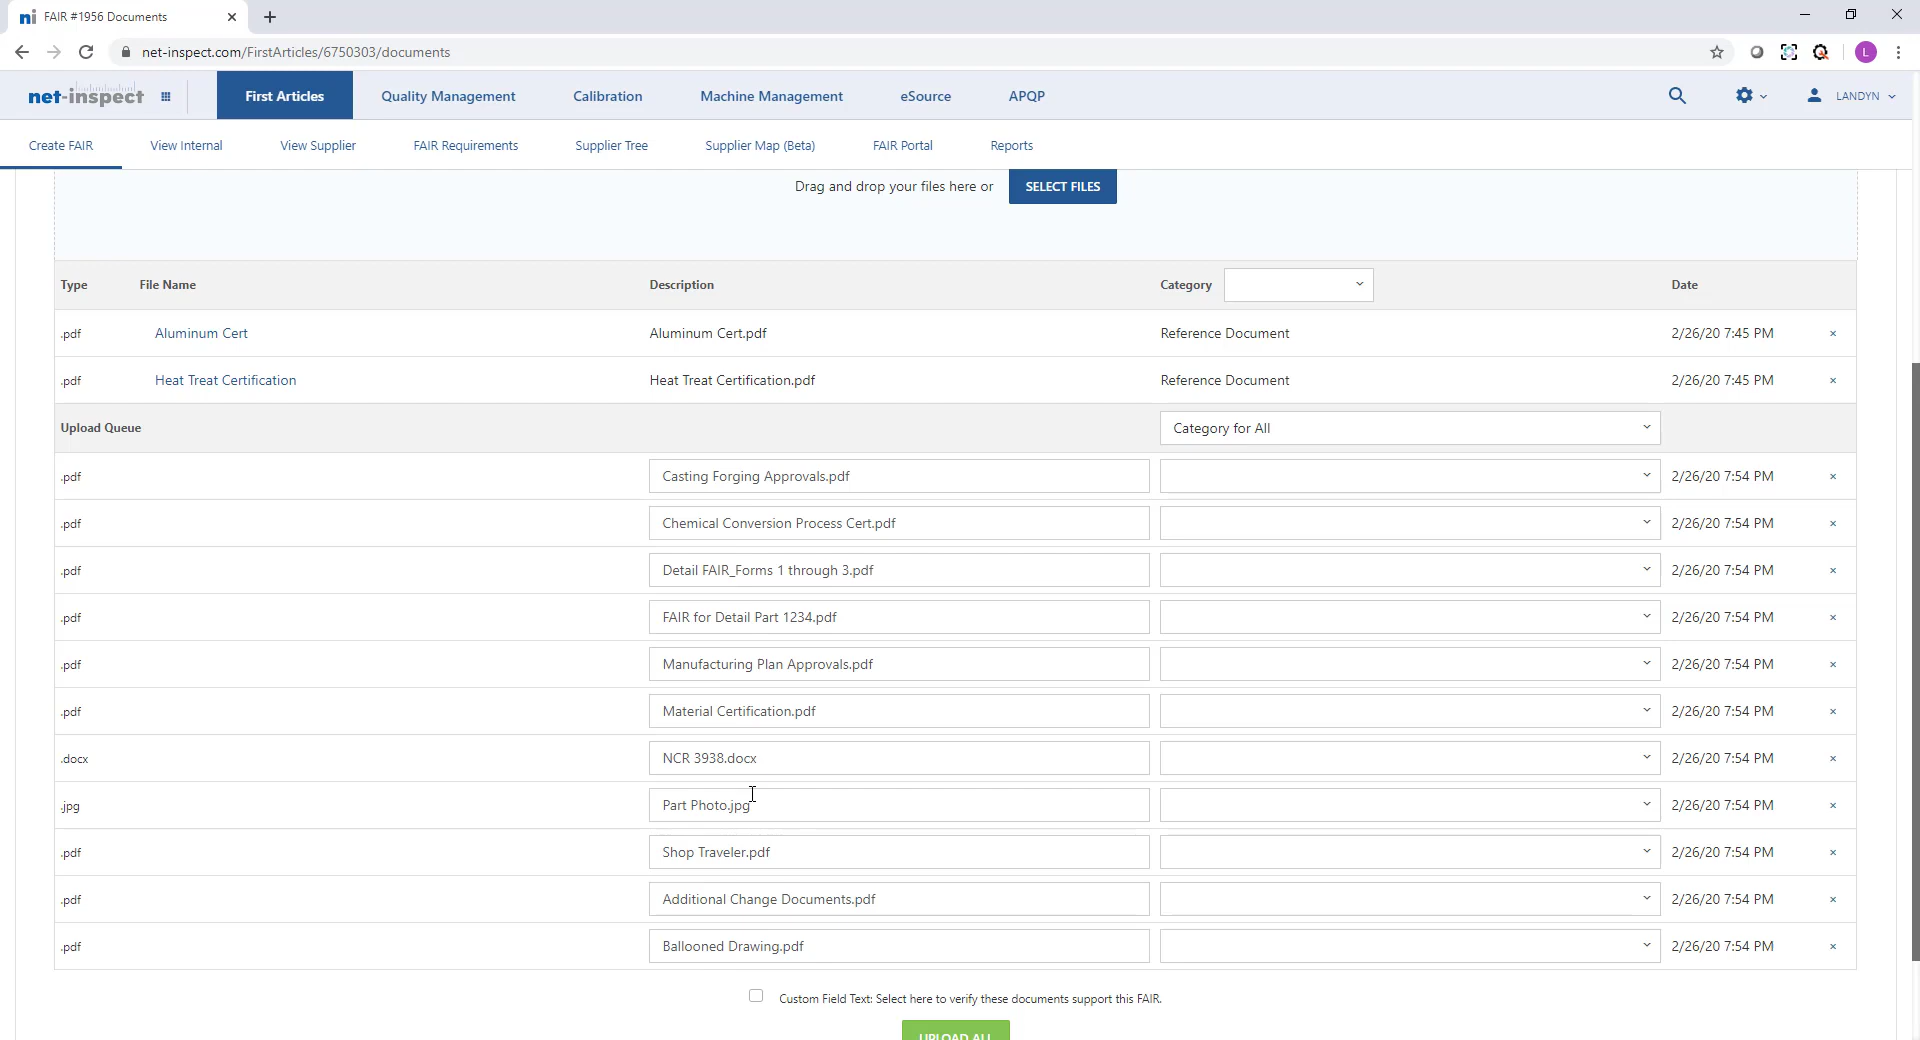 ni FAIR #1956 Documents × +
net-inspect.com/FirstArticles/6750303/documents L
net-inspect First Articles Quality Management Calibration Machine Management eSource APQP LANDYN
Create FAIR View Internal View Supplier FAIR Requirements Supplier Tree Supplier Map (Beta) FAIR Portal Reports
Drag and drop your files here or SELECT FILES
Type File Name Description Category Date
.pdf Aluminum Cert Aluminum Cert.pdf Reference Document 2/26/20 7:45 PM ×
.pdf Heat Treat Certification Heat Treat Certification.pdf Reference Document 2/26/20 7:45 PM ×
Upload Queue Category for All
.pdf Casting Forging Approvals.pdf 2/26/20 7:54 PM ×
.pdf Chemical Conversion Process Cert.pdf 2/26/20 7:54 PM ×
.pdf Detail FAIR_Forms 1 through 3.pdf 2/26/20 7:54 PM ×
.pdf FAIR for Detail Part 1234.pdf 2/26/20 7:54 PM ×
.pdf Manufacturing Plan Approvals.pdf 2/26/20 7:54 PM ×
.pdf Material Certification.pdf 2/26/20 7:54 PM ×
.docx NCR 3938.docx 2/26/20 7:54 PM ×
.jpg Part Photo.jpg 2/26/20 7:54 PM ×
.pdf Shop Traveler.pdf 2/26/20 7:54 PM ×
.pdf Additional Change Documents.pdf 2/26/20 7:54 PM ×
.pdf Ballooned Drawing.pdf 2/26/20 7:54 PM ×
Custom Field Text: Select here to verify these documents support this FAIR.
UPLOAD ALL